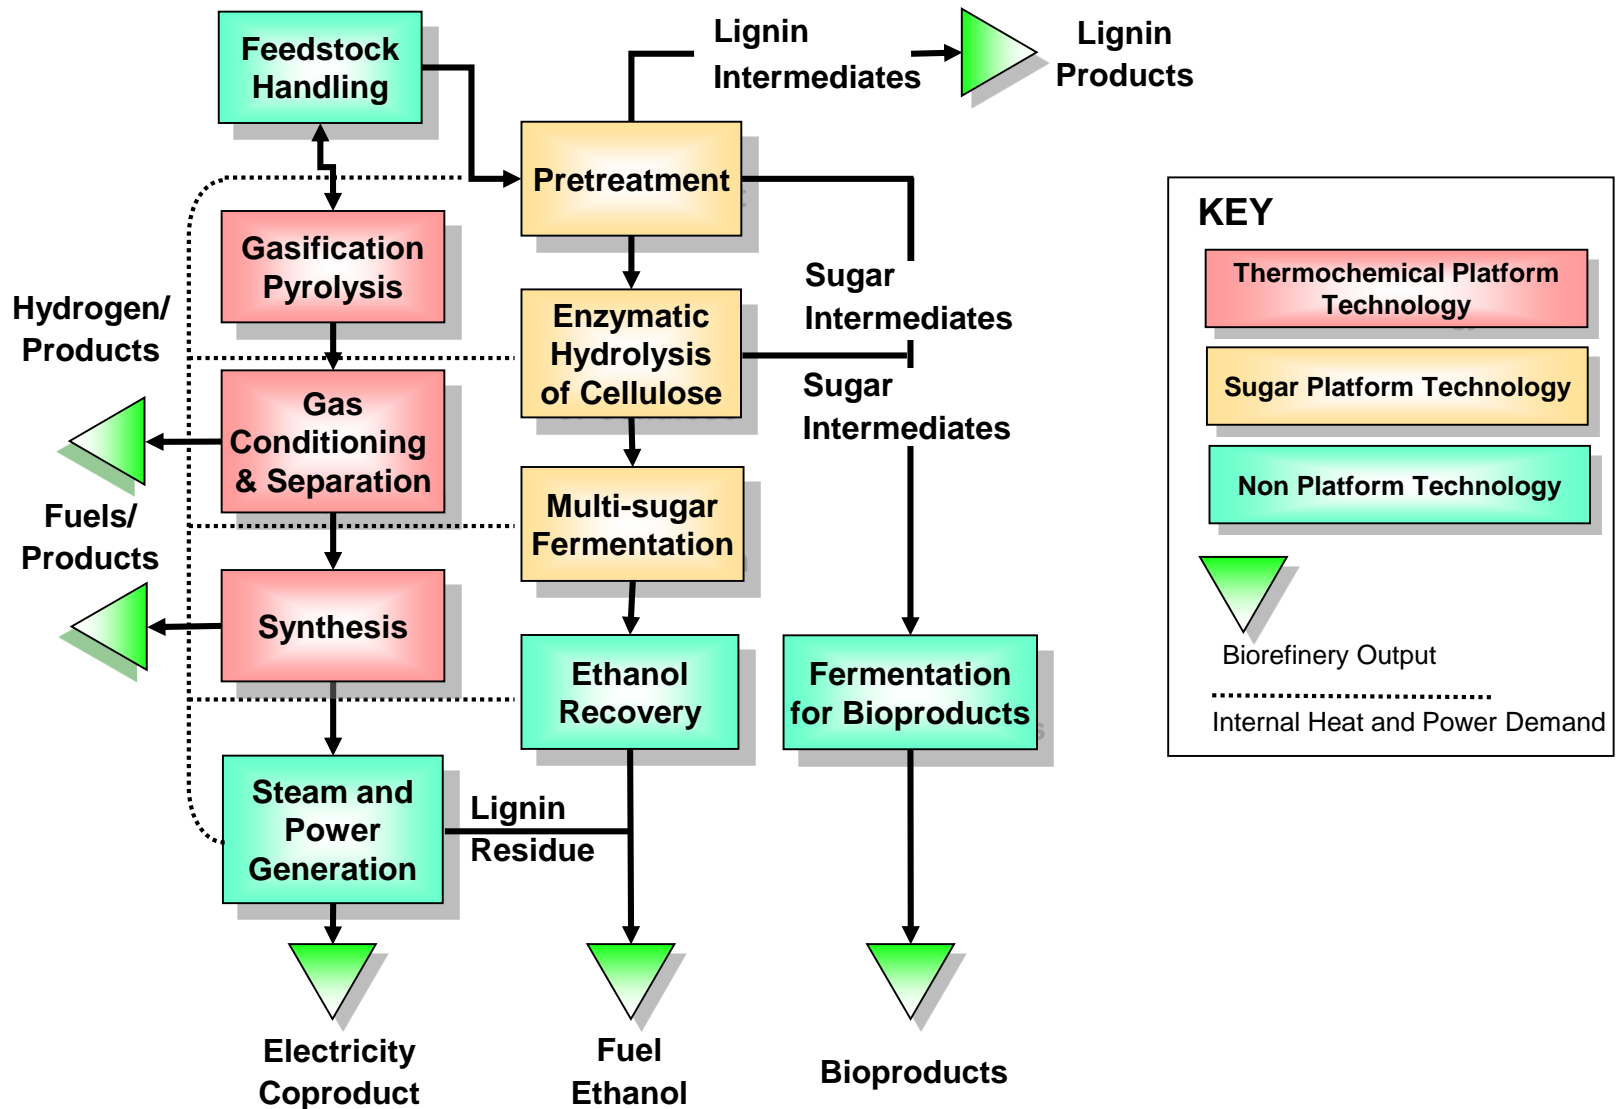 Feedstock
Handling
Lignin
Intermediates
Lignin
Products
Pretreatment
Gasification
Pyrolysis
Hydrogen/
Products
Enzymatic
Hydrolysis
of Cellulose
Sugar
Intermediates
Sugar
Intermediates
Gas
Conditioning
& Separation
Fuels/
Products
Multi-sugar
Fermentation
Synthesis
Ethanol
Recovery
Fermentation
for Bioproducts
Steam and
Power
Generation
Lignin
Residue
Electricity
Coproduct
Fuel
Ethanol
Bioproducts
KEY
Thermochemical Platform
Technology
Sugar Platform Technology
Non Platform Technology
Biorefinery Output
Internal Heat and Power Demand